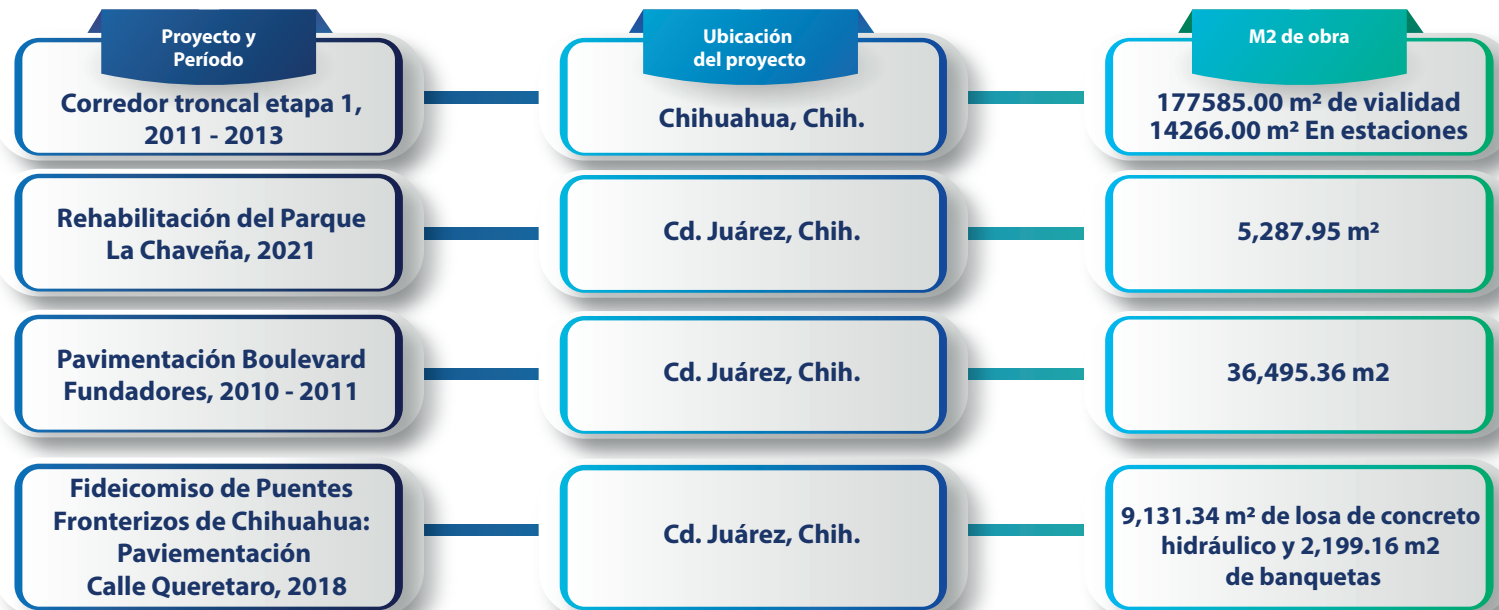 Proyecto y
Período
Ubicación
del proyecto
M2 de obra
Corredor troncal etapa 1,
2011 - 2013
Chihuahua, Chih.
177585.00 m² de vialidad
14266.00 m² En estaciones
Rehabilitación del Parque
La Chaveña, 2021
Cd. Juárez, Chih.
5,287.95 m²
Pavimentación Boulevard
Fundadores, 2010 - 2011
Cd. Juárez, Chih.
36,495.36 m2
Fideicomiso de Puentes
Fronterizos de Chihuahua:
Paviementación
Calle Queretaro, 2018
Cd. Juárez, Chih.
9,131.34 m² de losa de concreto
hidráulico y 2,199.16 m2
de banquetas